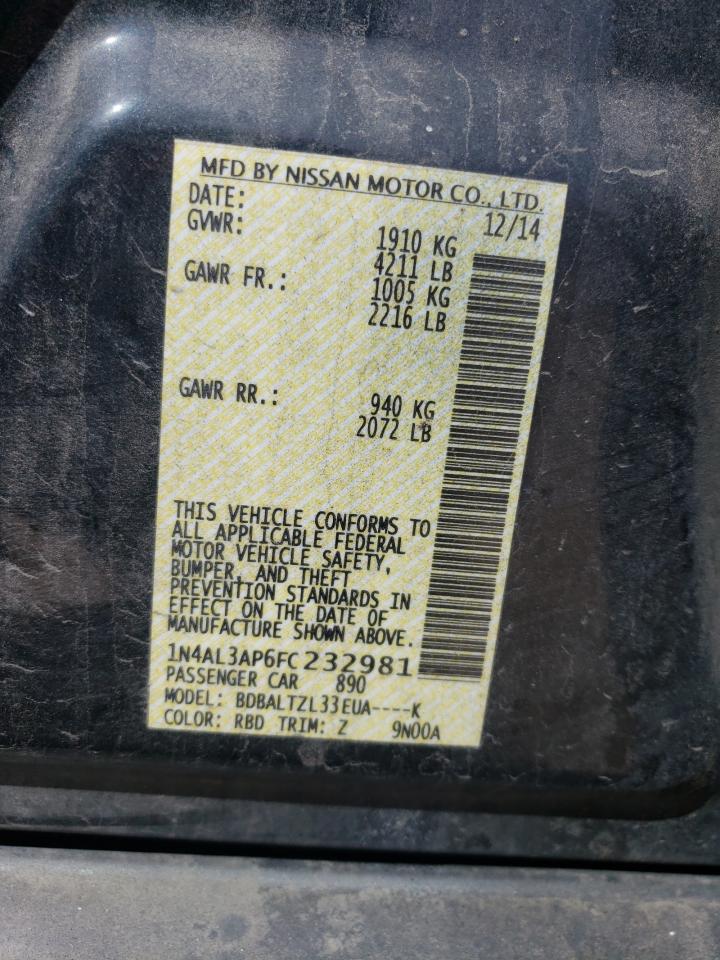 MFD BY NISSAN MOTOR CO., LTD.
DATE: 12/14
GVWR: 1910 KG
4211 LB
GAWR FR.: 1005 KG
2216 LB
GAWR RR.: 940 KG
2072 LB
THIS VEHICLE CONFORMS TO
ALL APPLICABLE FEDERAL
MOTOR VEHICLE SAFETY,
BUMPER, AND THEFT
PREVENTION STANDARDS IN
EFFECT ON THE DATE OF
MANUFACTURE SHOWN ABOVE.
1N4AL3AP6FC232981
PASSENGER CAR 890
MODEL: BDBALTZL33EUA----K
COLOR: RBD TRIM: Z 9N00A